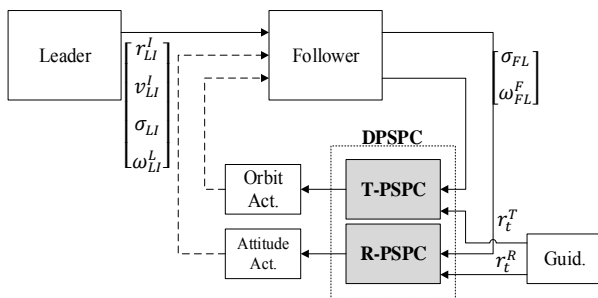 Leader
Follower
r_{LI}^{I}
v_{LI}^{I}
σ_{LI}
ω_{LI}^{L}
σ_{FL}
ω_{FL}^{F}
DPSPC
Orbit
Act.
T-PSPC
r_t^T
Attitude
Act.
R-PSPC
r_t^R
Guid.